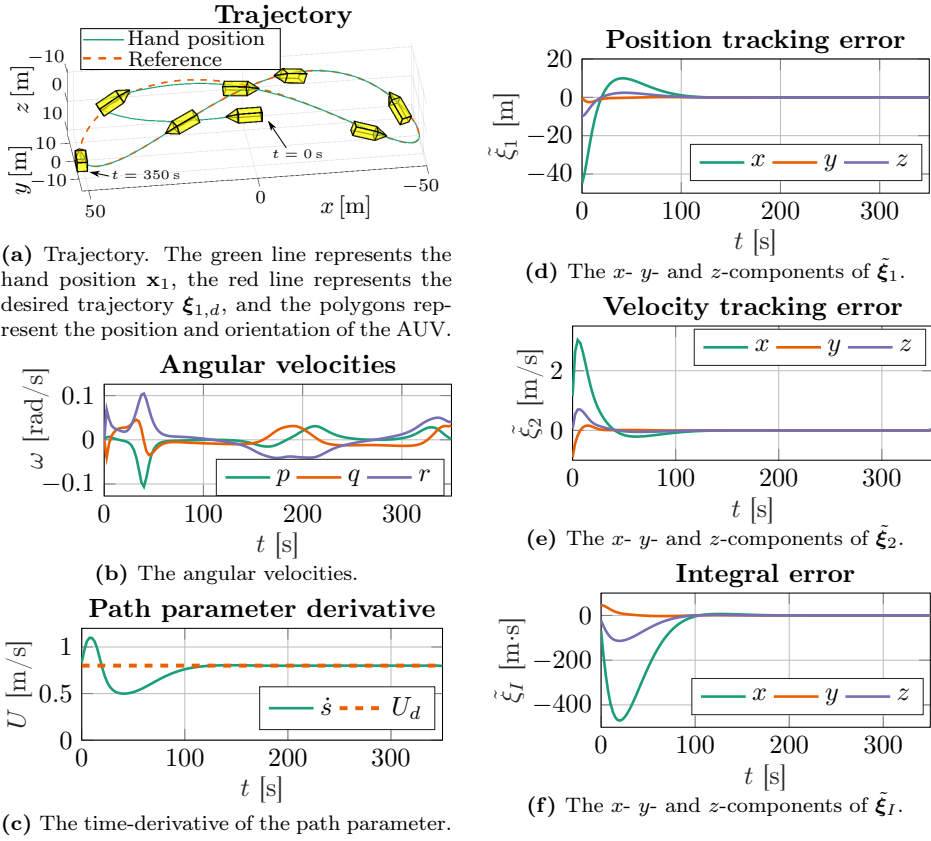 Trajectory
Hand position
Reference
−10
0
10
z [m]
10
0
−10
y [m]
t = 0 s
t = 350 s
50
0
−50
x [m]
(a) Trajectory. The green line represents the
hand position x₁, the red line represents the
desired trajectory ξ₁,d, and the polygons rep-
resent the position and orientation of the AUV.
Angular velocities
ω [rad/s]
0.1
0
−0.1
p q r
0 100 200 300
t [s]
(b) The angular velocities.
Path parameter derivative
U [m/s]
1
0.5
0
ṡ U_d
0 100 200 300
t [s]
(c) The time-derivative of the path parameter.
Position tracking error
ξ̃₁ [m]
20
0
−20
−40
x y z
0 100 200 300
t [s]
(d) The x- y- and z-components of ξ̃₁.
Velocity tracking error
ξ̃₂ [m/s]
2
0
x y z
0 100 200 300
t [s]
(e) The x- y- and z-components of ξ̃₂.
Integral error
ξ̃_I [m·s]
0
−200
−400
x y z
0 100 200 300
t [s]
(f) The x- y- and z-components of ξ̃_I.